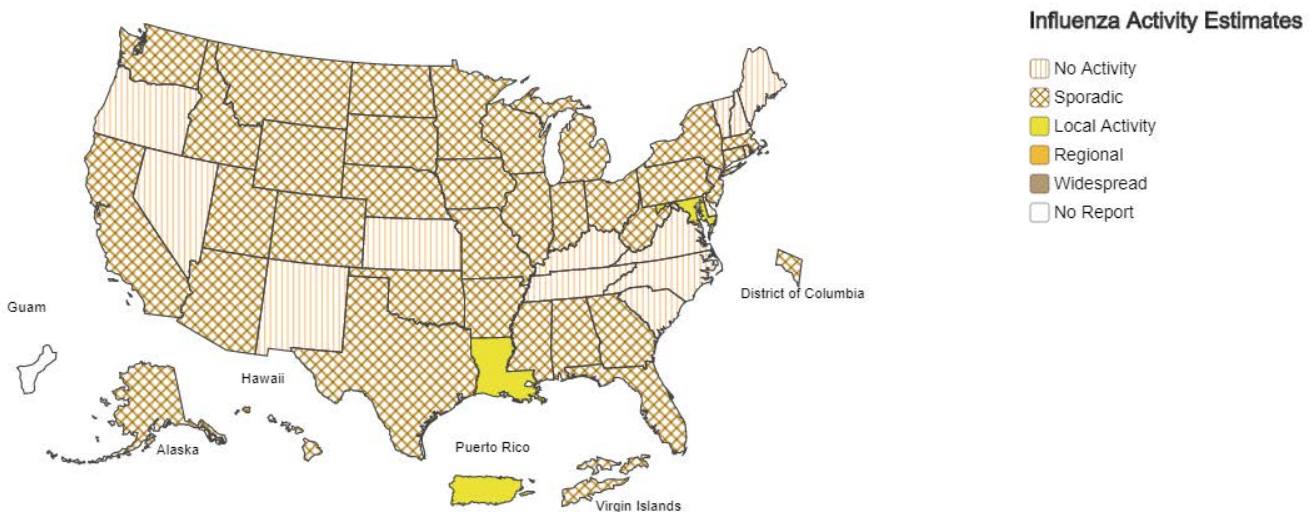 Influenza Activity Estimates
No Activity
Sporadic
Local Activity
Regional
Widespread
No Report
District of Columbia
Guam
Hawaii
Alaska
Puerto Rico
Virgin Islands